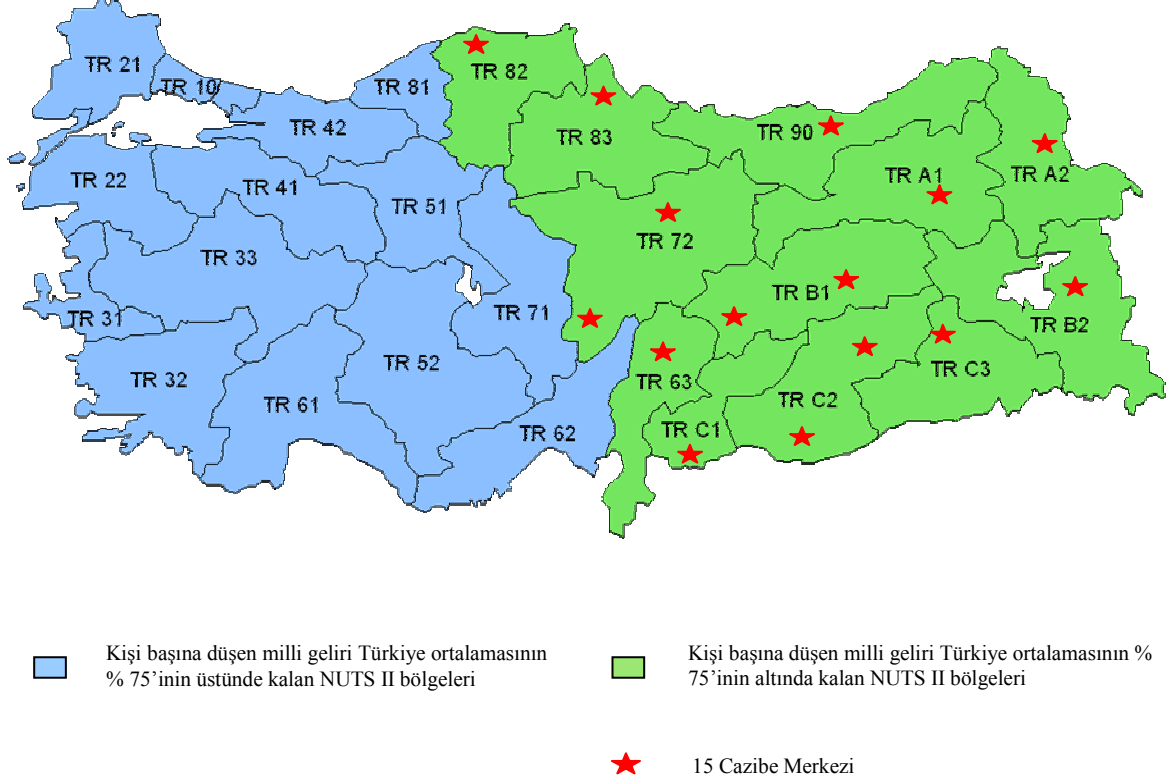 TR 21
TR 10
TR 81
TR 82
TR 42
TR 83
TR 90
TR 22
TR 41
TR 51
TR A1
TR A2
TR 33
TR 72
TR 31
TR 71
TR B1
TR B2
TR 32
TR 52
TR 63
TR C3
TR 61
TR C2
TR 62
TR C1
Kişi başına düşen milli geliri Türkiye ortalamasının
% 75’inin üstünde kalan NUTS II bölgeleri
Kişi başına düşen milli geliri Türkiye ortalamasının %
75’inin altında kalan NUTS II bölgeleri
15 Cazibe Merkezi